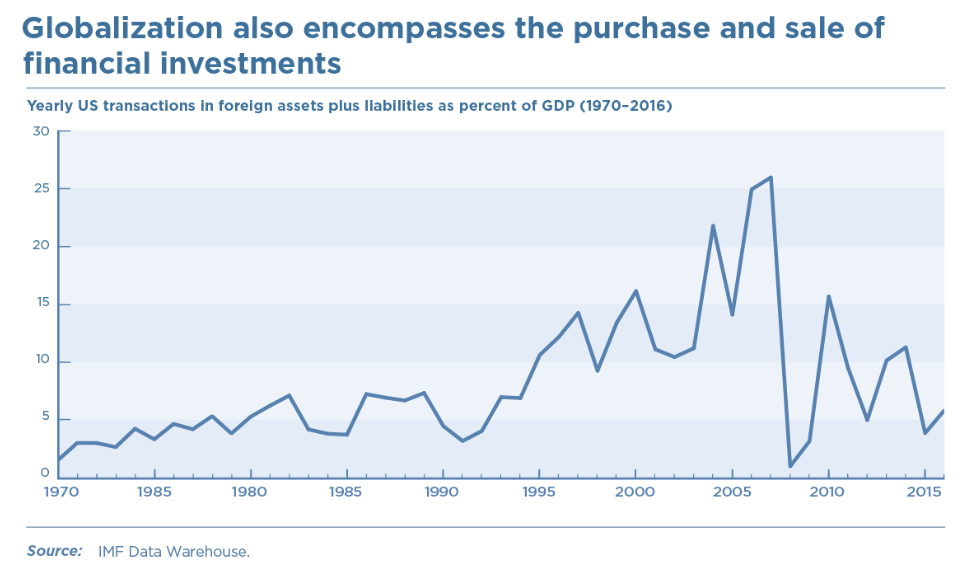 Globalization also encompasses the purchase and sale of
financial investments
Yearly US transactions in foreign assets plus liabilities as percent of GDP (1970–2016)
30
25
20
15
10
5
0
1970 1985 1980 1985 1990 1995 2000 2005 2010 2015
Source: IMF Data Warehouse.